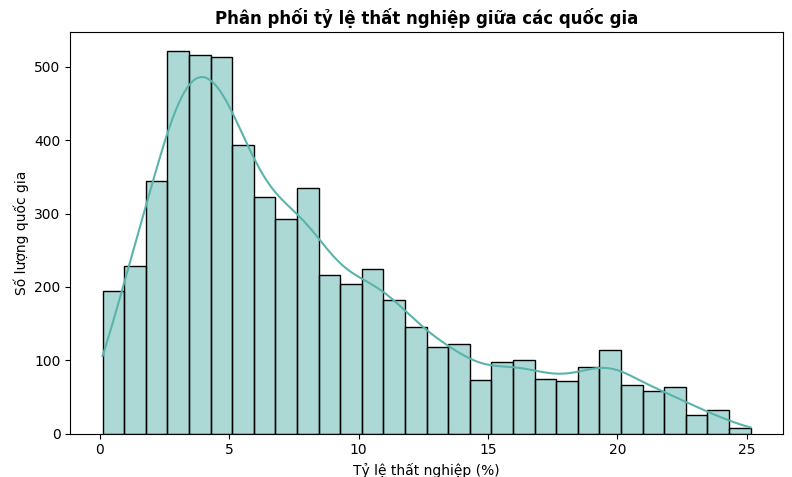 Phân phối tỷ lệ thất nghiệp giữa các quốc gia
500
400
300
200
100
0
Số lượng quốc gia
0 5 10 15 20 25
Tỷ lệ thất nghiệp (%)